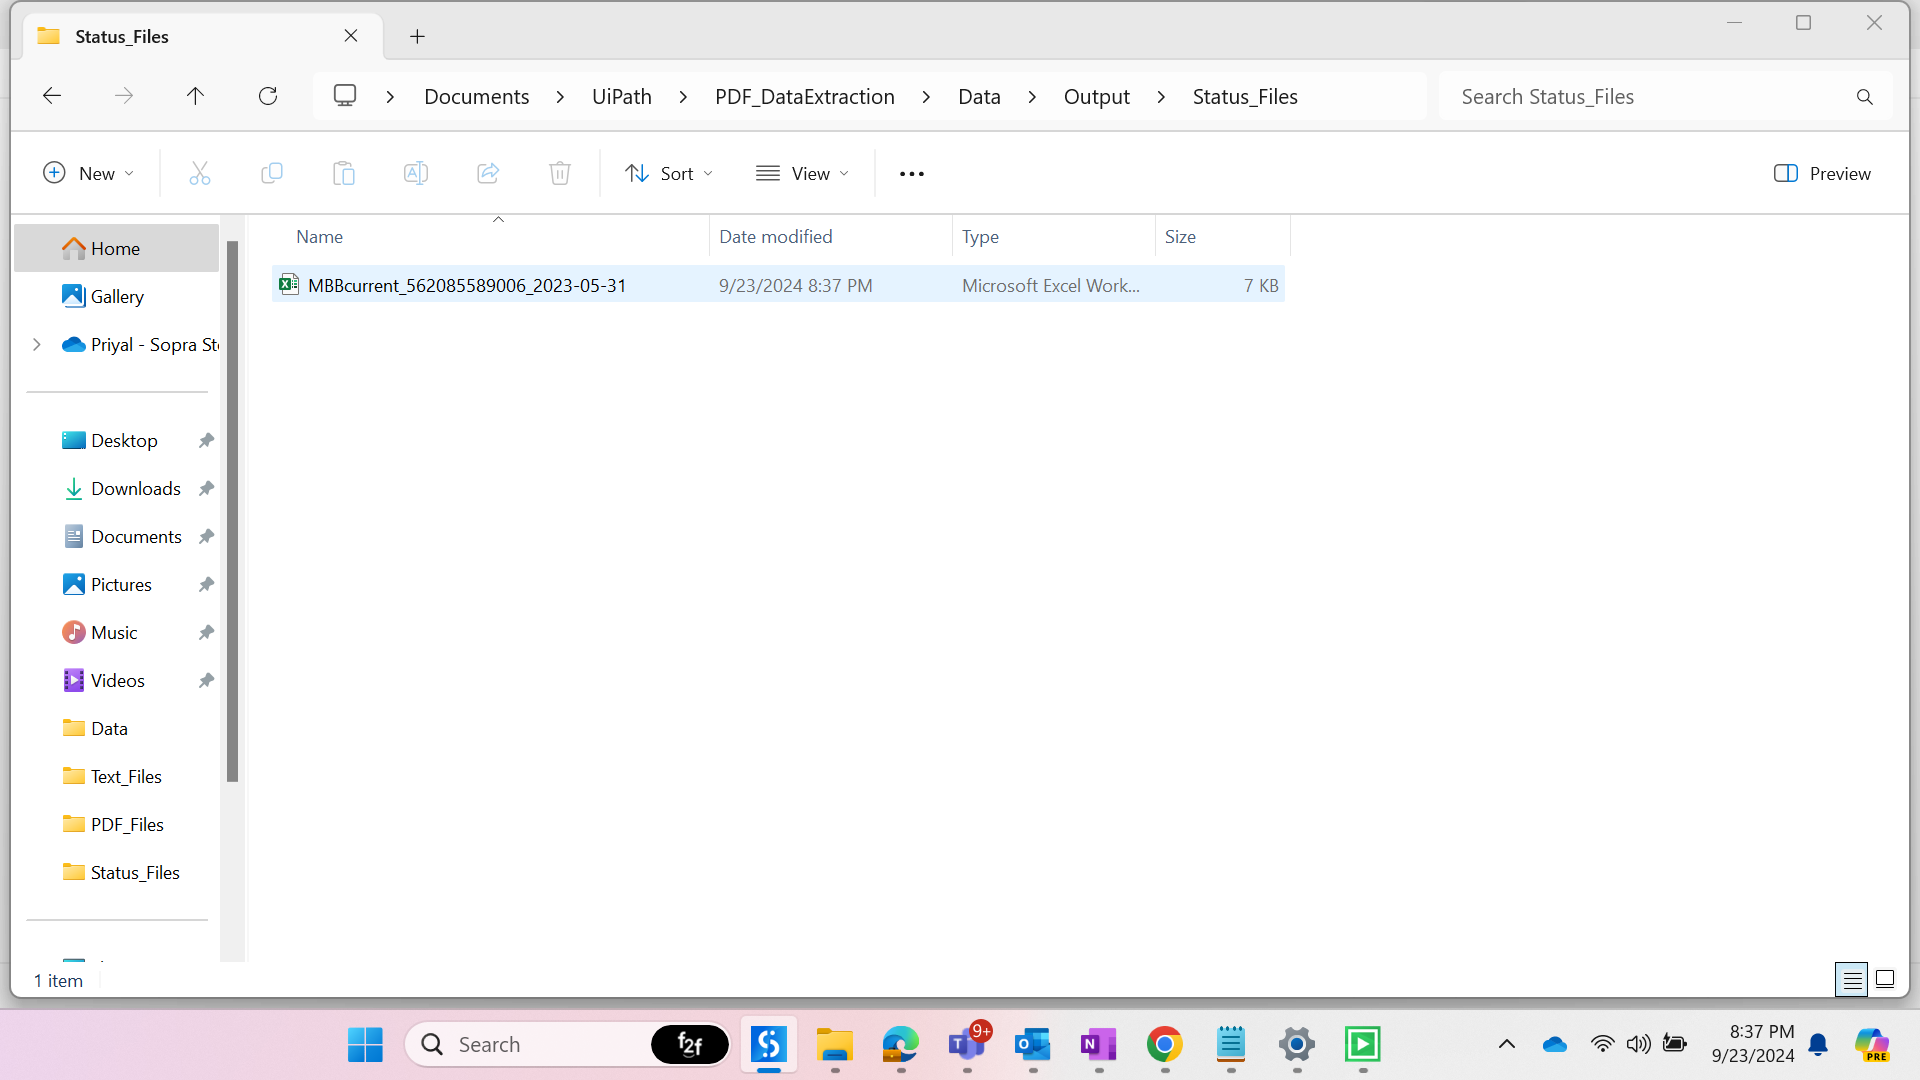 Status_Files
Documents > UiPath > PDF_DataExtraction > Data > Output > Status_Files
Search Status_Files
New
Sort
View
Preview
Name Date modified Type Size
MBBcurrent_562085589006_2023-05-31 9/23/2024 8:37 PM Microsoft Excel Work... 7 KB
Home
Gallery
Priyal - Sopra St
Desktop
Downloads
Documents
Pictures
Music
Videos
Data
Text_Files
PDF_Files
Status_Files
1 item
Search
f2f
9+
8:37 PM
9/23/2024
PRE